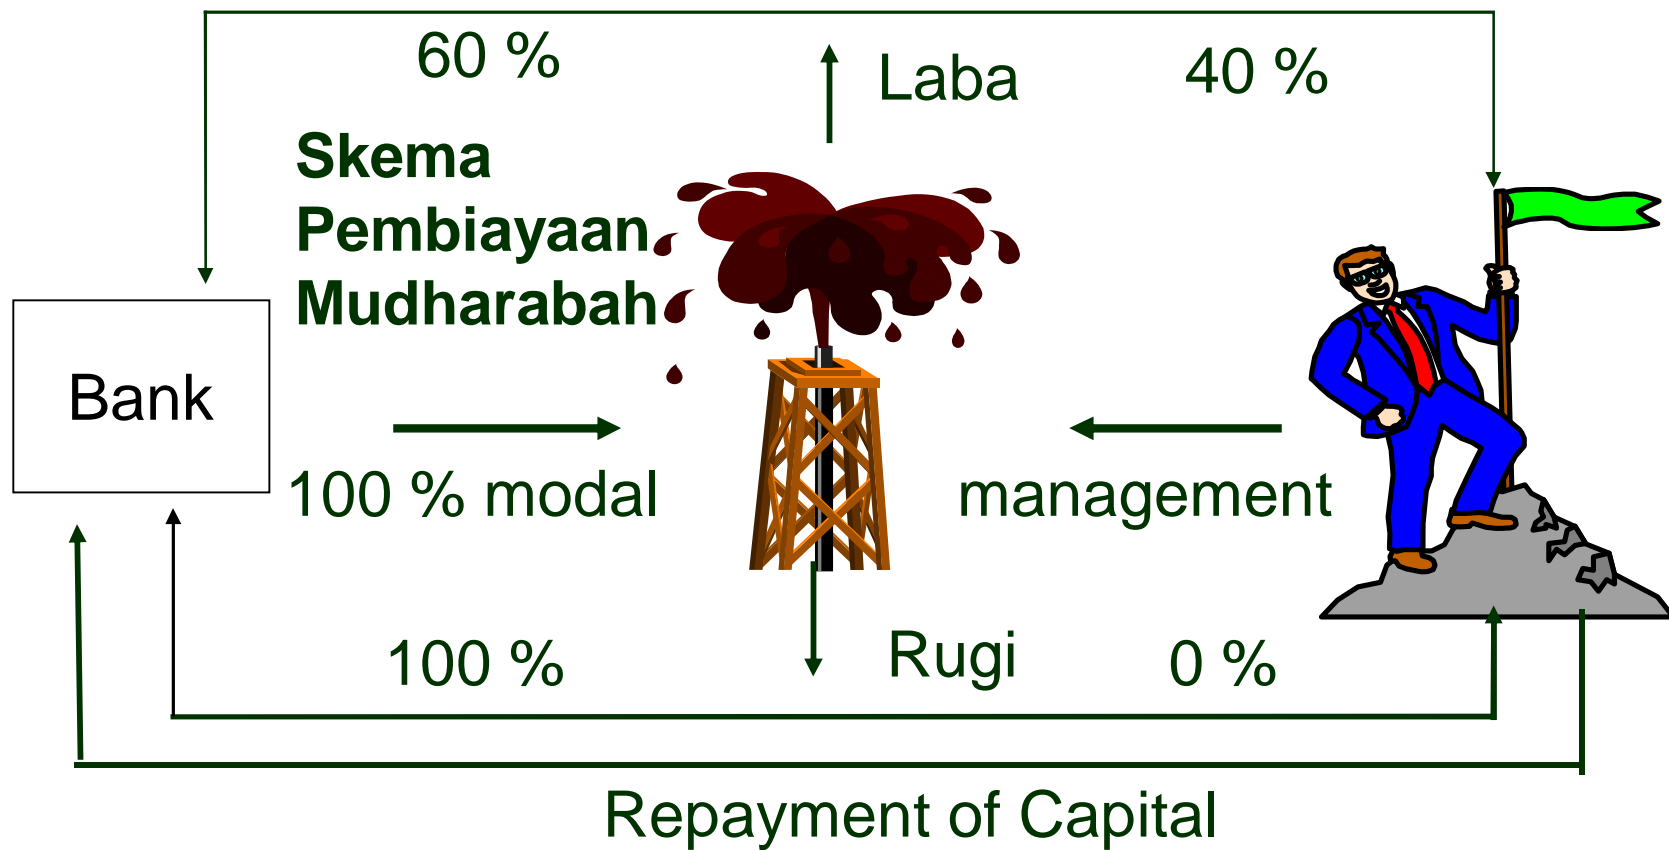 60 %
Laba
40 %
Skema
Pembiayaan
Mudharabah
Bank
100 % modal
management
100 %
Rugi
0 %
Repayment of Capital